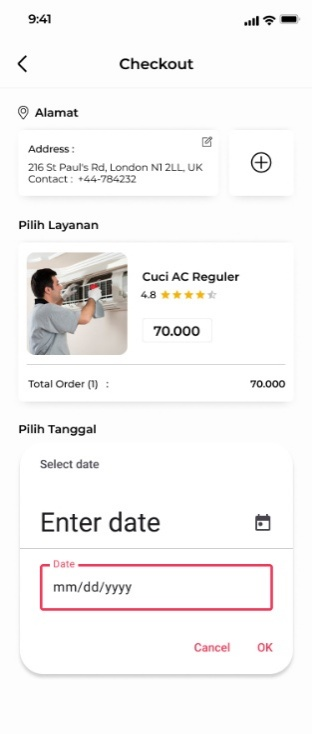 9:41
Checkout
Alamat
Address :
216 St Paul's Rd, London N1 2LL, UK
Contact : +44-784232
Pilih Layanan
Cuci AC Reguler
4.8
70.000
Total Order (1) :
70.000
Pilih Tanggal
Select date
Enter date
Date
mm/dd/yyyy
Cancel
OK